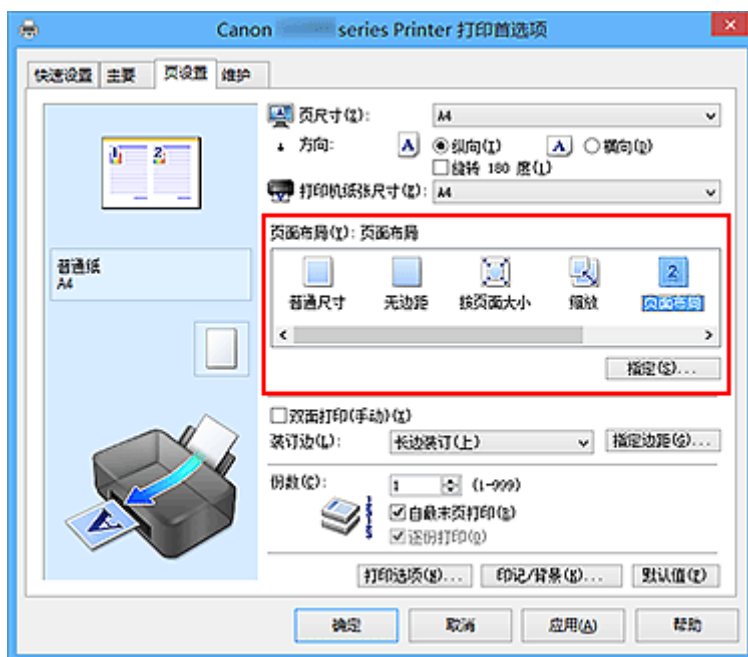 Canon series Printer 打印首选项
快速设置 主要 页设置 维护
页尺寸(Z): A4
方向: A 纵向(I) A 横向(D)
旋转 180 度(L)
打印机纸张尺寸(E): A4
页面布局(Y): 页面布局
普通尺寸 无边距 按页面大小 缩放 页面布局
指定(S)...
普通纸
A4
双面打印(手动)(X)
装订边(L): 长边装订(上) 指定边距(G)...
份数(C): 1 (1-999)
自最末页打印(B)
逐份打印(O)
打印选项(N)... 印记/背景(K)... 默认值(F)
确定 取消 应用(A) 帮助
1 2
2
A